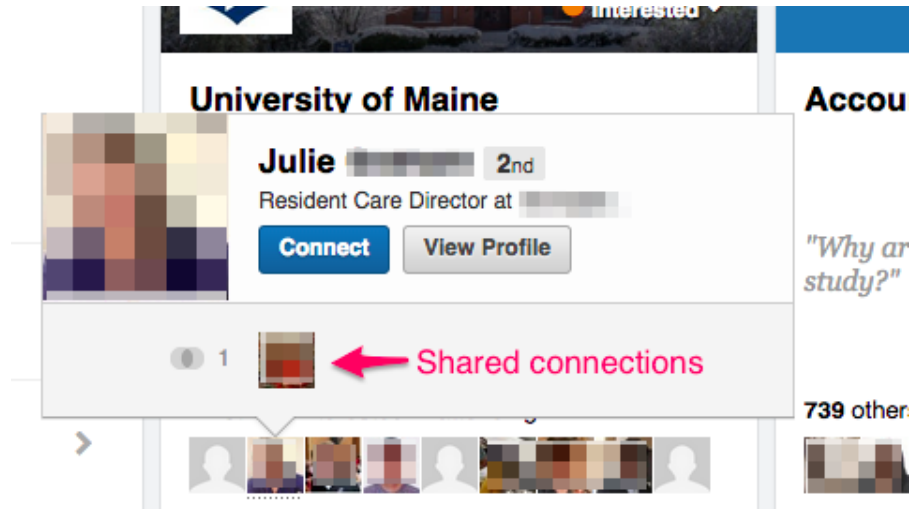 Interested
University of Maine
Accou
Julie
2nd
Resident Care Director at
Connect
View Profile
"Why ar
study?"
1
Shared connections
739 others